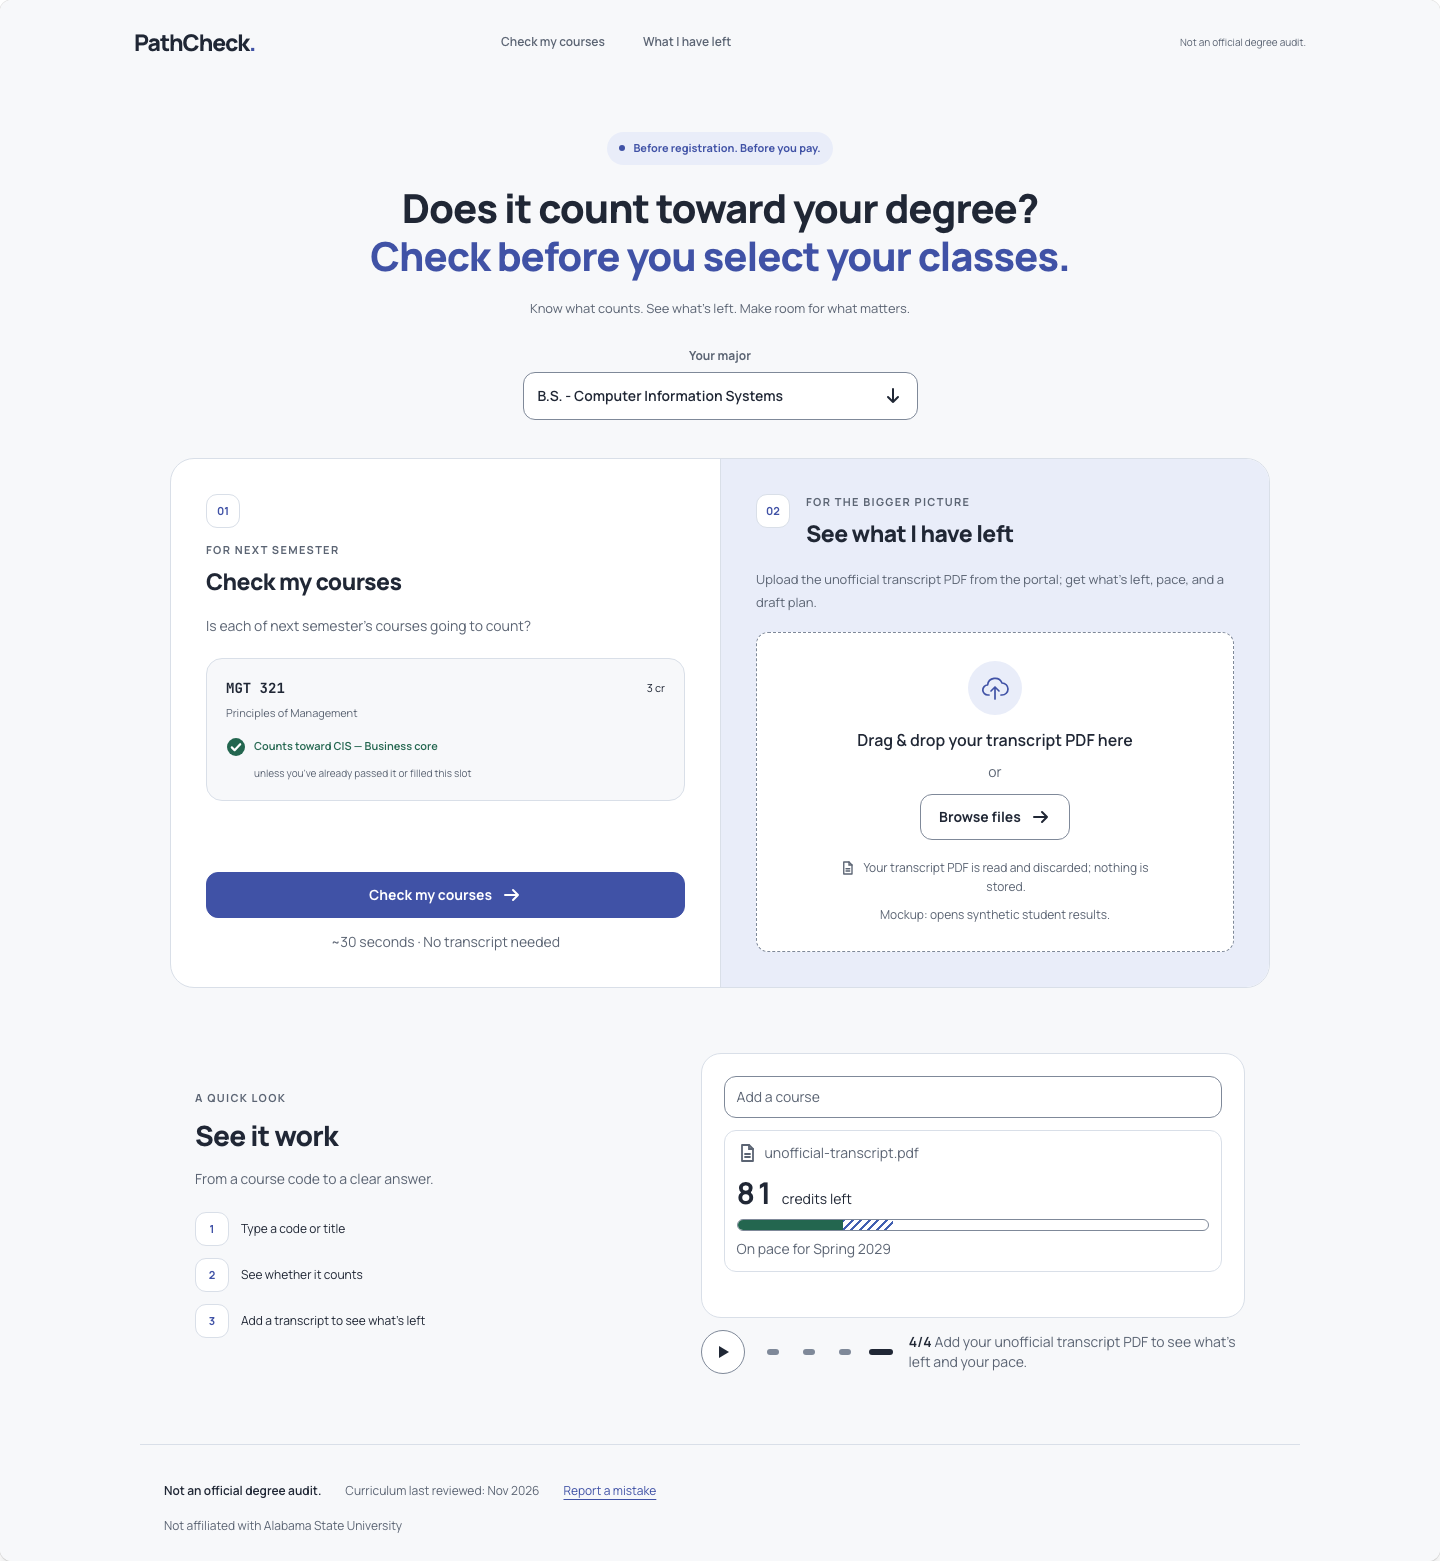 PathCheck.
Check my courses
What I have left
Not an official degree audit.
Before registration. Before you pay.
Does it count toward your degree?
Check before you select your classes.
Know what counts. See what's left. Make room for what matters.
Your major
B.S. - Computer Information Systems
01
FOR NEXT SEMESTER
Check my courses
Is each of next semester's courses going to count?
MGT 321
3 cr
Principles of Management
Counts toward CIS — Business core
unless you've already passed it or filled this slot
Check my courses
~30 seconds · No transcript needed
02
FOR THE BIGGER PICTURE
See what I have left
Upload the unofficial transcript PDF from the portal; get what's left, pace, and a
draft plan.
Drag & drop your transcript PDF here
or
Browse files
Your transcript PDF is read and discarded; nothing is
stored.
Mockup: opens synthetic student results.
A QUICK LOOK
See it work
From a course code to a clear answer.
1
Type a code or title
2
See whether it counts
3
Add a transcript to see what's left
Add a course
unofficial-transcript.pdf
81 credits left
On pace for Spring 2029
4/4 Add your unofficial transcript PDF to see what's
left and your pace.
Not an official degree audit.
Curriculum last reviewed: Nov 2026
Report a mistake
Not affiliated with Alabama State University